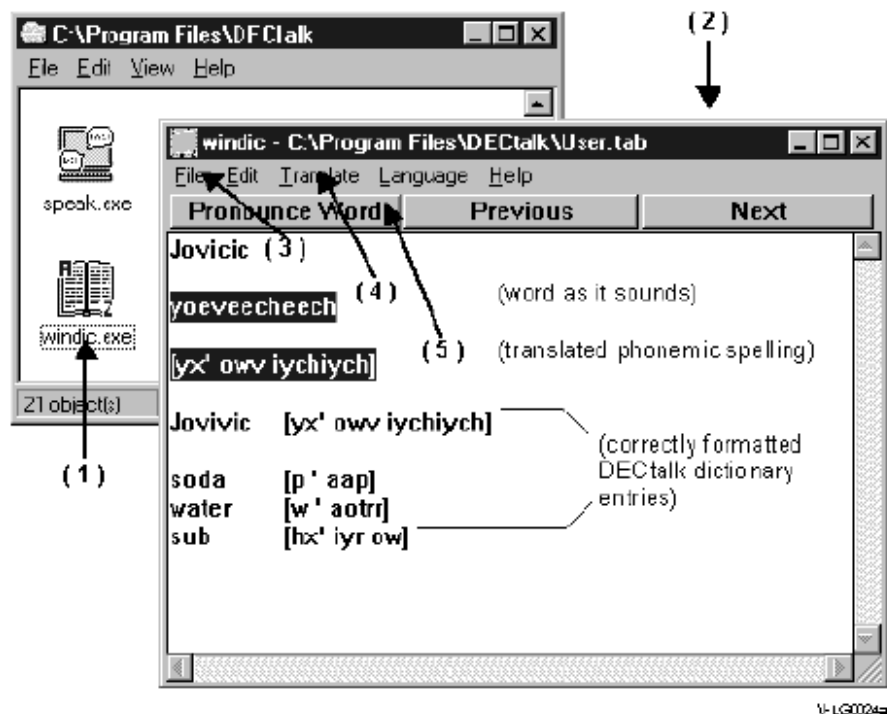 (2)
C:\Program Files\DECtalk
File Edit View Help
speak.exe
windic.exe
21 object(s)
(1)
windic - C:\Program Files\DECtalk\User.tab
File Edit Translate Language Help
Pronounce Word Previous Next
Jovicic (3)
(4)
yoeveecheech (word as it sounds)
(5)
[yx' owv iychiych] (translated phonemic spelling)
Jovivic [yx' owv iychiych]
(correctly formatted
DECtalk dictionary
entries)
soda [p ' aap]
water [w ' aotrr]
sub [hx' iyr ow]